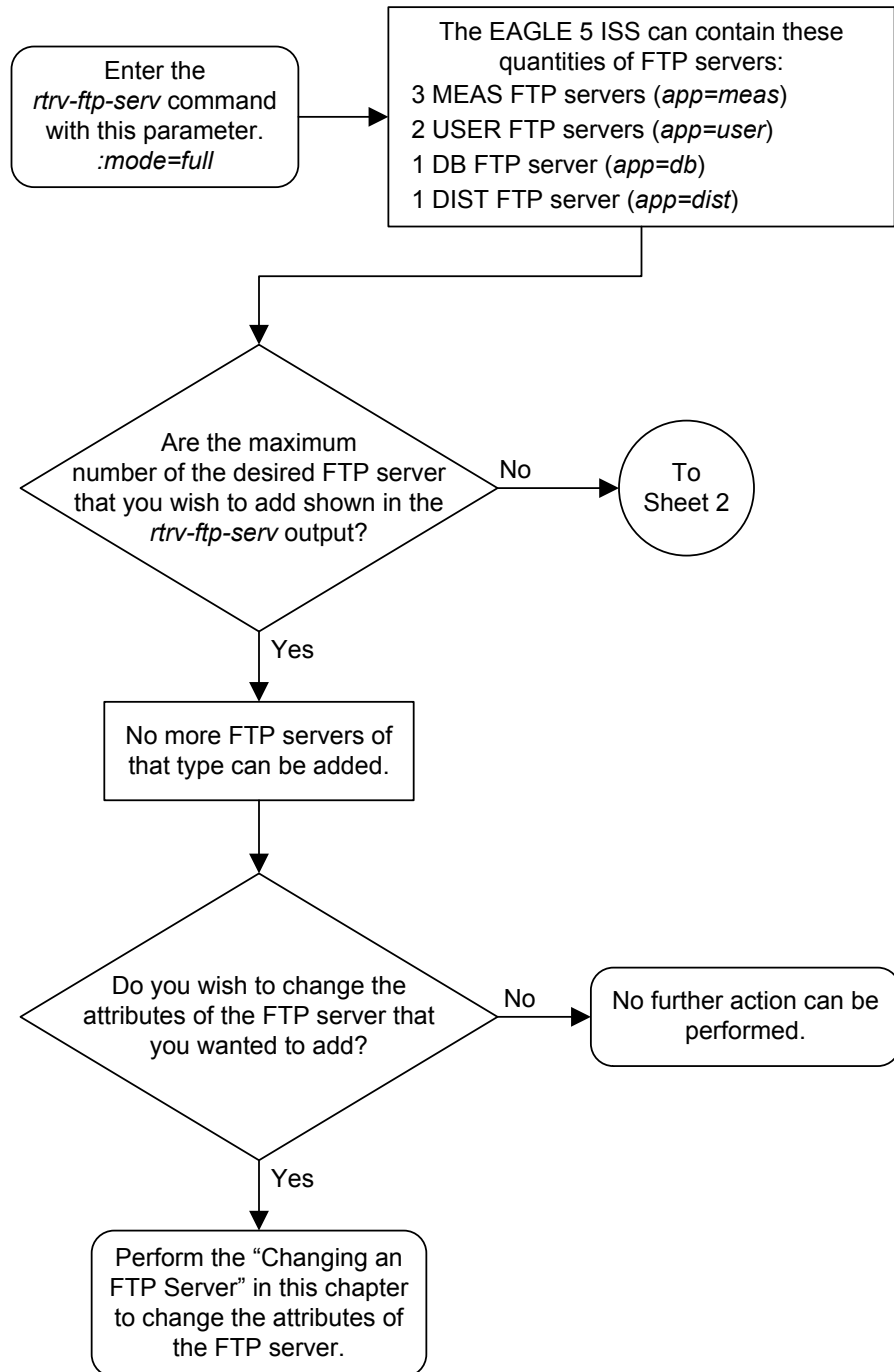 Enter the
rtrv-ftp-serv command
with this parameter.
:mode=full
The EAGLE 5 ISS can contain these
quantities of FTP servers:
3 MEAS FTP servers (app=meas)
2 USER FTP servers (app=user)
1 DB FTP server (app=db)
1 DIST FTP server (app=dist)
Are the maximum
number of the desired FTP server
that you wish to add shown in the
rtrv-ftp-serv output?
No
To
Sheet 2
Yes
No more FTP servers of
that type can be added.
Do you wish to change the
attributes of the FTP server that
you wanted to add?
No
No further action can be
performed.
Yes
Perform the “Changing an
FTP Server” in this chapter
to change the attributes of
the FTP server.